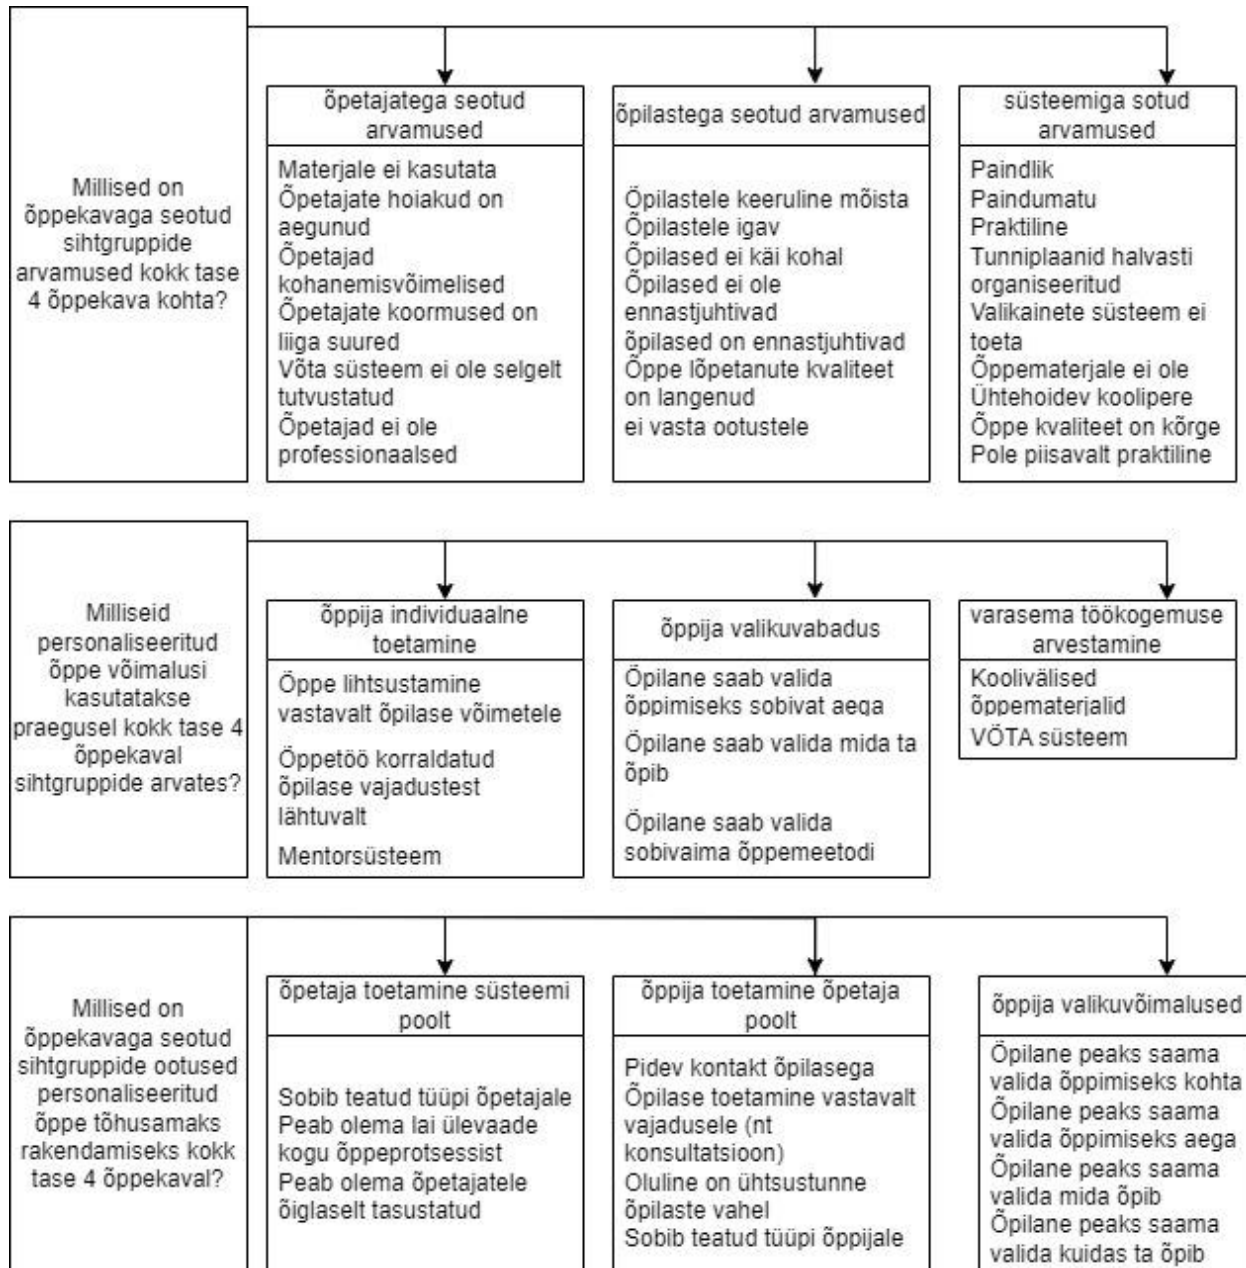 Millised on
õppekavaga seotud
sihtgruppide
arvamused kokk tase
4 õppekava kohta?
õpetajatega seotud
arvamused
Materjale ei kasutata
Õpetajate hoiakud on
aegunud
Õpetajad
kohanemisvõimelised
Õpetajate koormused on
liiga suured
Võta süsteem ei ole selgelt
tutvustatud
Õpetajad ei ole
professionaalsed
õpilastega seotud arvamused
Õpilastele keeruline mõista
Õpilastele igav
Õpilased ei käi kohal
Õpilased ei ole
ennastjuhtivad
õpilased on ennastjuhtivad
Õppe lõpetanute kvaliteet
on langenud
ei vasta ootustele
süsteemiga sotud
arvamused
Paindlik
Paindumatu
Praktiline
Tunniplaanid halvasti
organiseeritud
Valikainete süsteem ei
toeta
Õppematerjale ei ole
Ühtehoidev koolipere
Õppe kvaliteet on kõrge
Pole piisavalt praktiline
Milliseid
personaliseeritud
õppe võimalusi
kasutatakse
praegusel kokk tase 4
õppekaval
sihtgruppide arvates?
õppija individuaalne
toetamine
Õppe lihtsustamine
vastavalt õpilase võimetele
Õppetöö korraldatud
õpilase vajadustest
lähtuvalt
Mentorsüsteem
õppija valikuvabadus
Õpilane saab valida
õppimiseks sobivat aega
Õpilane saab valida mida ta
õpib
Õpilane saab valida
sobivaima õppemeetodi
varasema töökogemuse
arvestamine
Koolivälised
õppematerjalid
VÕTA süsteem
Millised on
õppekavaga seotud
sihtgruppide ootused
personaliseeritud
õppe tõhusamaks
rakendamiseks kokk
tase 4 õppekaval?
õpetaja toetamine süsteemi
poolt
Sobib teatud tüüpi õpetajale
Peab olema lai ülevaade
kogu õppeprotsessist
Peab olema õpetajatele
õiglaselt tasustatud
õppija toetamine õpetaja
poolt
Pidev kontakt õpilasega
Õpilase toetamine vastavalt
vajadusele (nt
konsultatsioon)
Oluline on ühtsustunne
õpilaste vahel
Sobib teatud tüüpi õppijale
õppija valikuvõimalused
Õpilane peaks saama
valida õppimiseks kohta
Õpilane peaks saama
valida õppimiseks aega
Õpilane peaks saama
valida mida õpib
Õpilane peaks saama
valida kuidas ta õpib